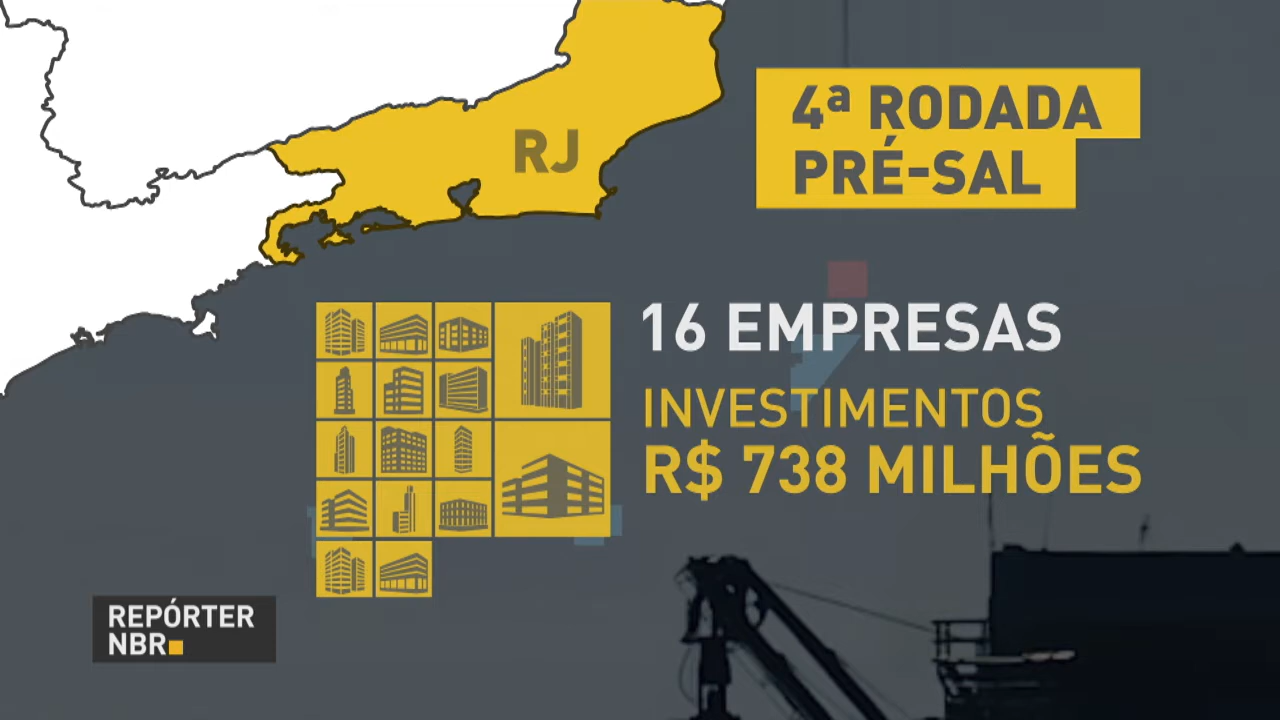 RJ
4ª RODADA
PRÉ-SAL
16 EMPRESAS
INVESTIMENTOS
R$ 738 MILHÕES
REPÓRTER
NBR